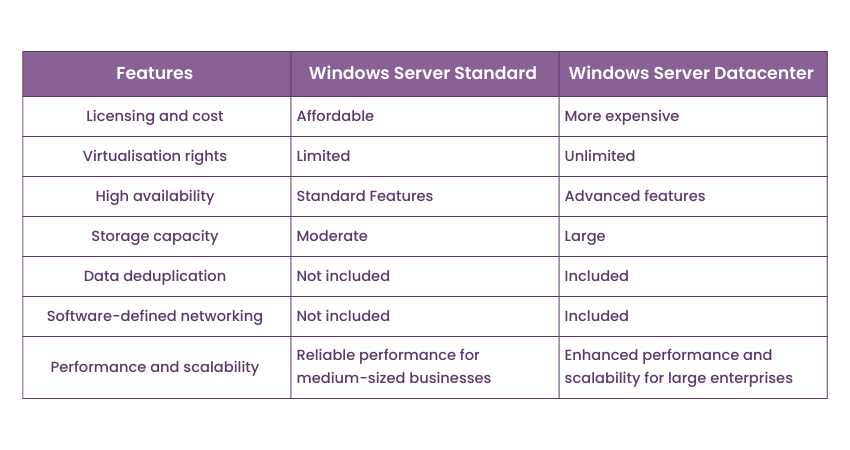 Features Windows Server Standard Windows Server Datacenter
Licensing and cost Affordable More expensive
Virtualisation rights Limited Unlimited
High availability Standard Features Advanced features
Storage capacity Moderate Large
Data deduplication Not included Included
Software-defined networking Not included Included
Performance and scalability
Reliable performance for
medium-sized businesses
Enhanced performance and
scalability for large enterprises